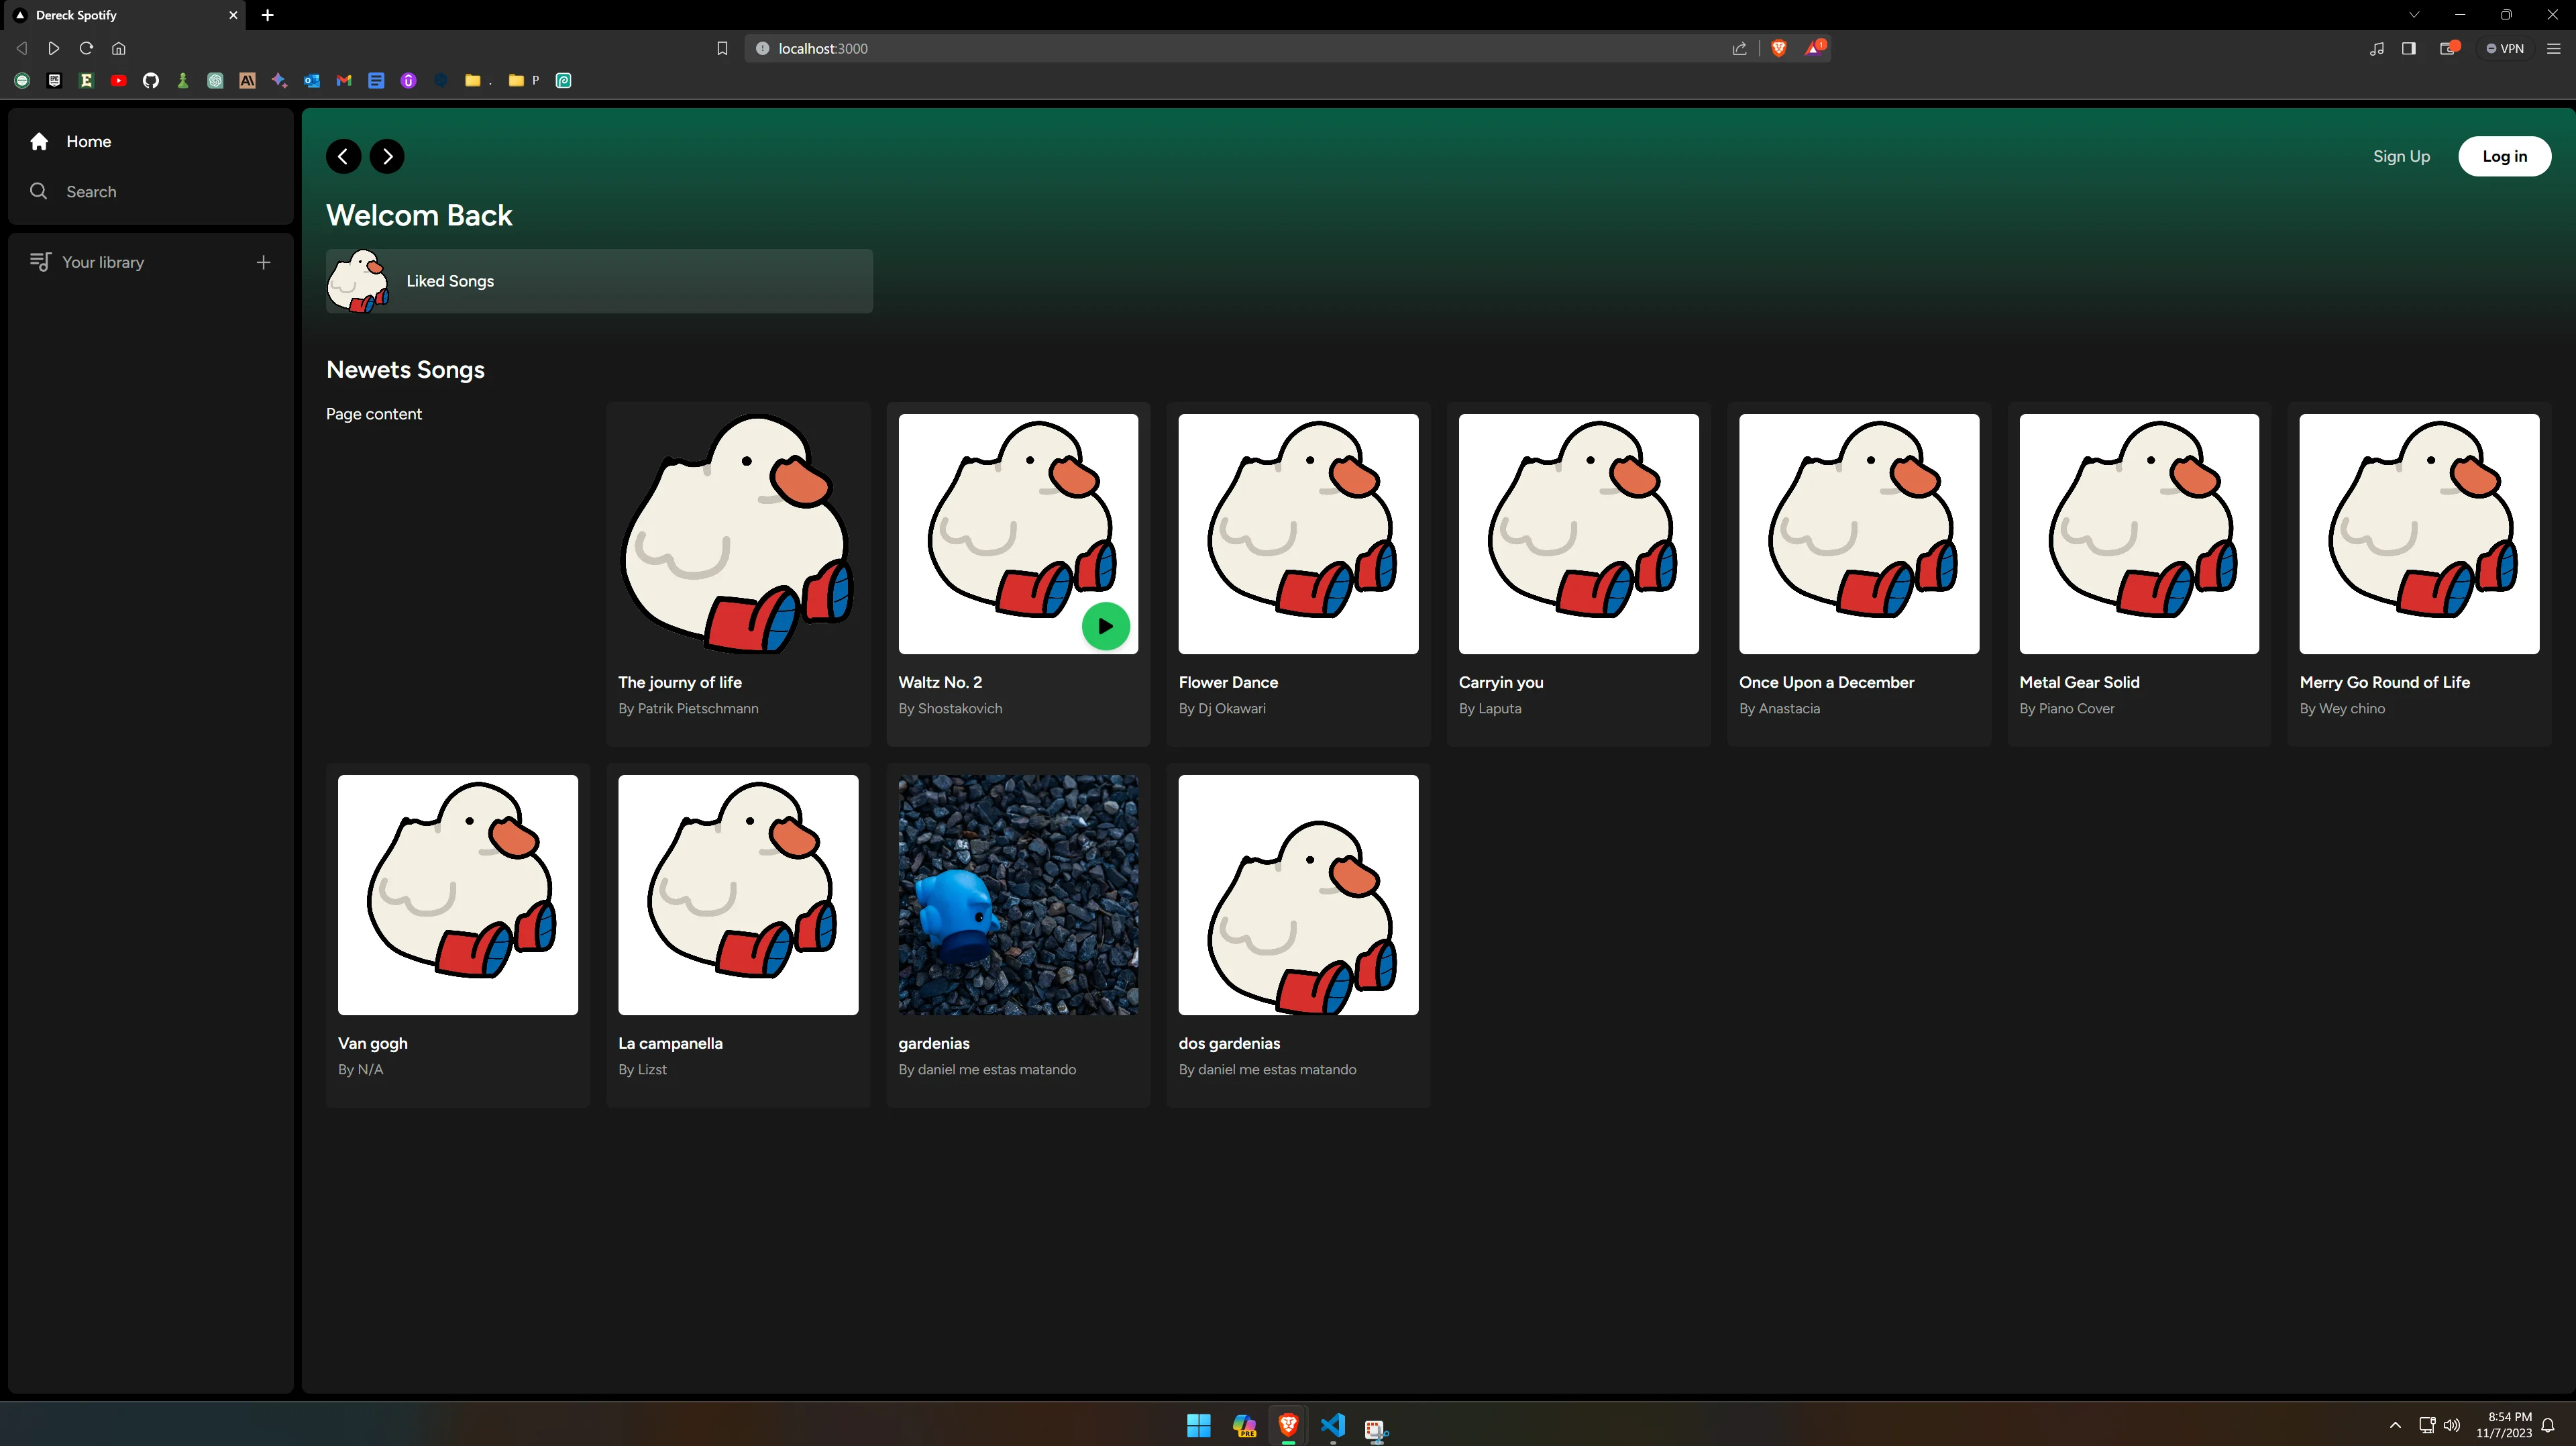 Dereck Spotify
localhost:3000
1
VPN
.
P
Home
Search
Your library
Sign Up
Log in
Welcom Back
Liked Songs
Newets Songs
Page content
The journy of life
By Patrik Pietschmann
Waltz No. 2
By Shostakovich
Flower Dance
By Dj Okawari
Carryin you
By Laputa
Once Upon a December
By Anastacia
Metal Gear Solid
By Piano Cover
Merry Go Round of Life
By Wey chino
Van gogh
By N/A
La campanella
By Lizst
gardenias
By daniel me estas matando
dos gardenias
By daniel me estas matando
PRE
8:54 PM
11/7/2023